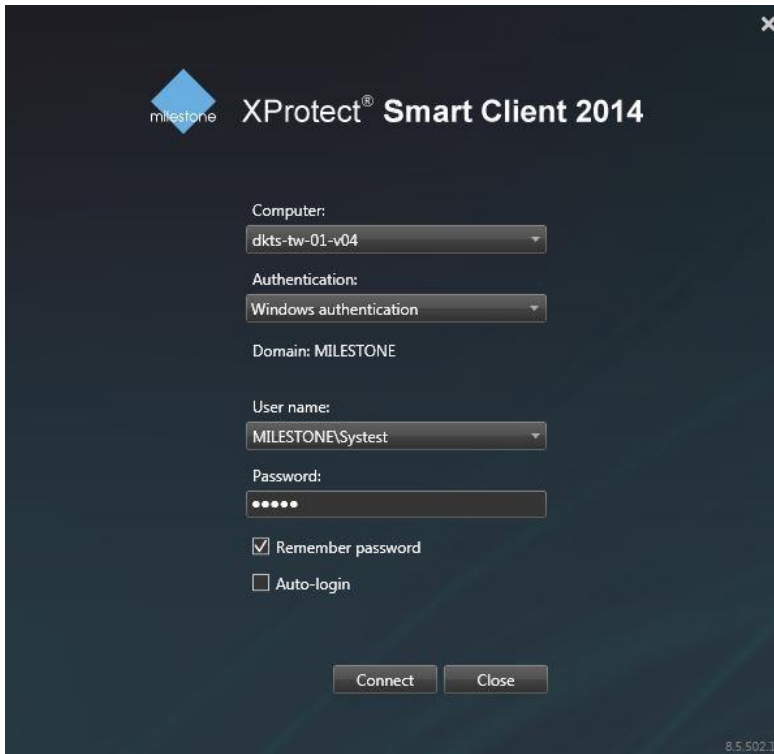 milestone XProtect® Smart Client 2014
Computer:
dkts-tw-01-v04
Authentication:
Windows authentication
Domain: MILESTONE
User name:
MILESTONE\Systest
Password:
•••••
Remember password
Auto-login
Connect Close